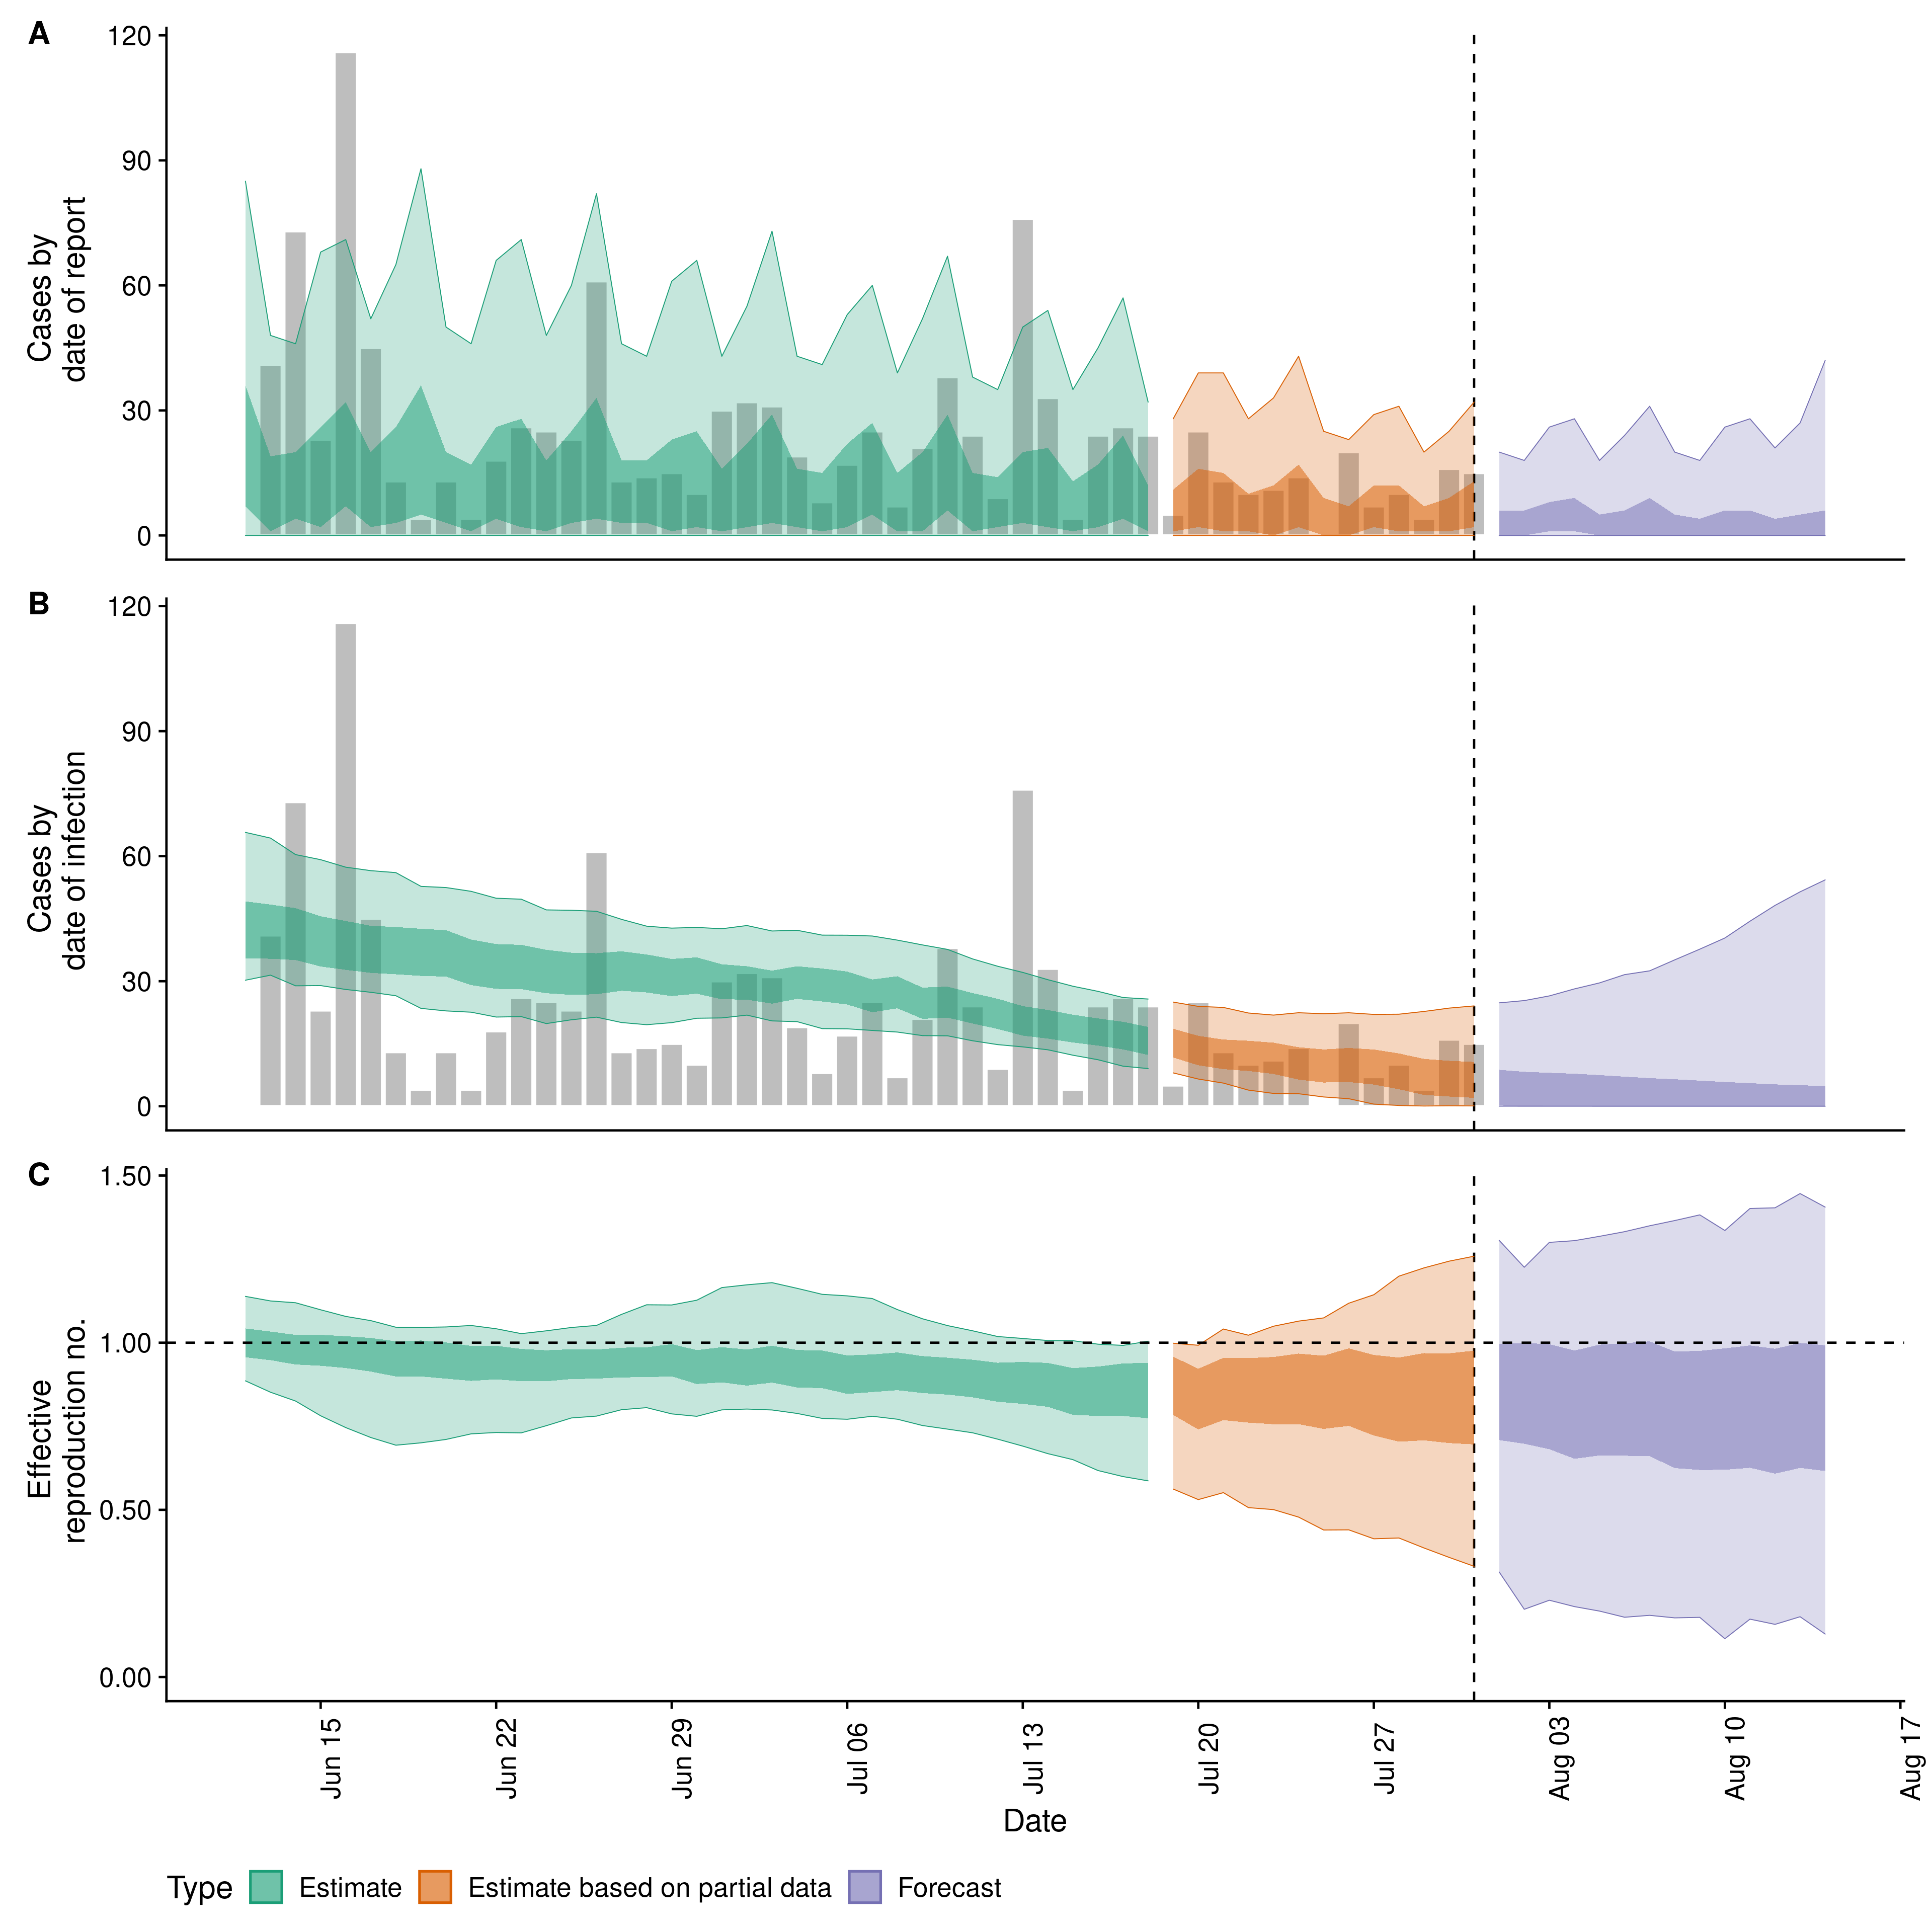 A
120
90
60
30
0
Cases by
date of report
B
120
90
60
30
0
Cases by
date of infection
C
1.50
1.00
0.50
0.00
Effective
reproduction no.
Jun 15
Jun 22
Jun 29
Jul 06
Jul 13
Jul 20
Jul 27
Aug 03
Aug 10
Aug 17
Date
Type Estimate Estimate based on partial data Forecast